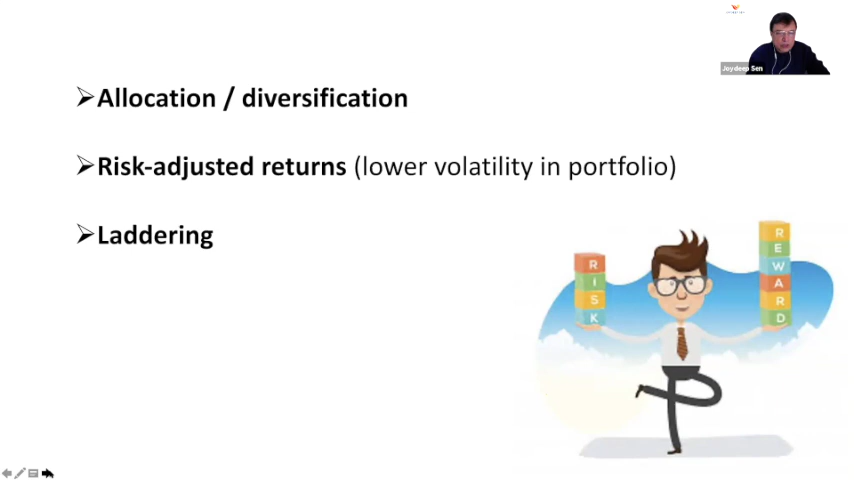 Joydeep Sen
➢Allocation / diversification
➢Risk-adjusted returns (lower volatility in portfolio)
➢Laddering
RISK
REWARD